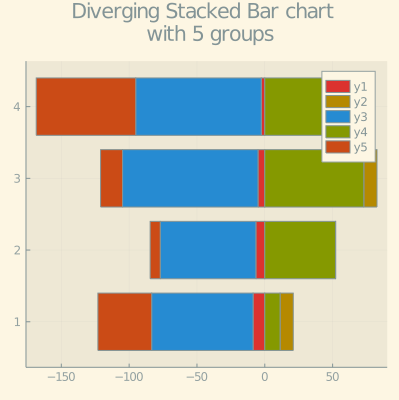 Diverging Stacked Bar chart
with 5 groups
y1
y2
y3
y4
y5
4
3
2
1
−150 −100 −50 0 50